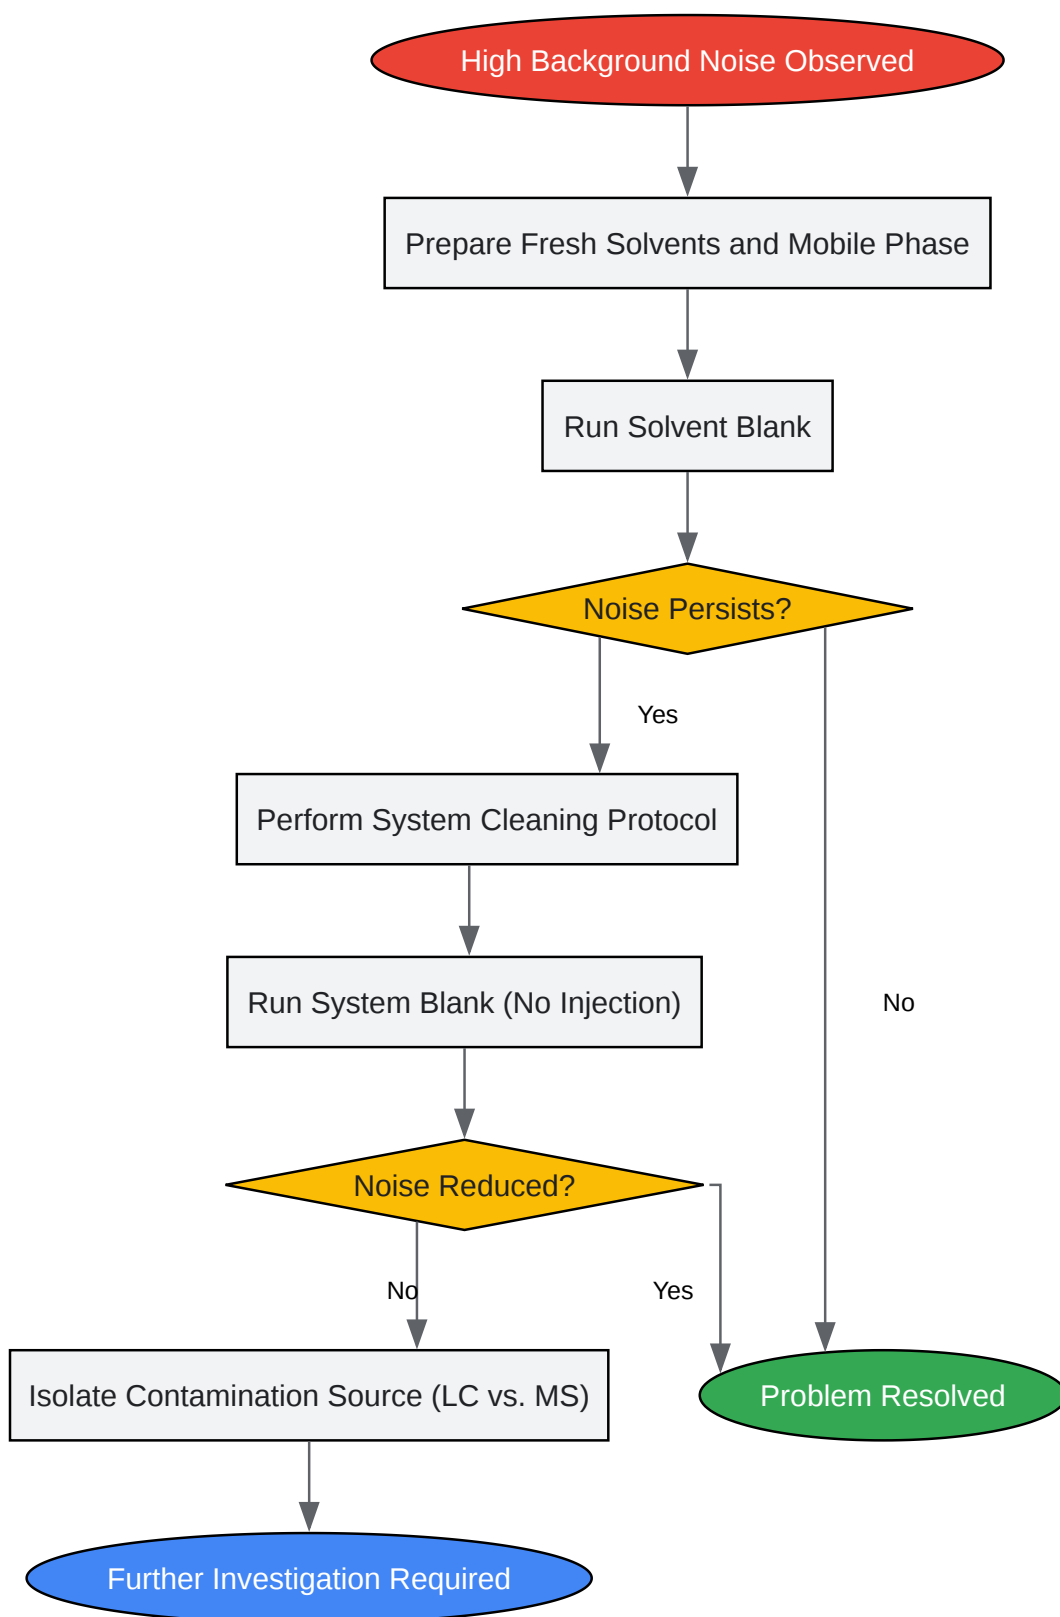 High Background Noise Observed
Prepare Fresh Solvents and Mobile Phase
Run Solvent Blank
Noise Persists?
Yes
Perform System Cleaning Protocol
Run System Blank (No Injection)
No
Noise Reduced?
No
Yes
Isolate Contamination Source (LC vs. MS)
Problem Resolved
Further Investigation Required